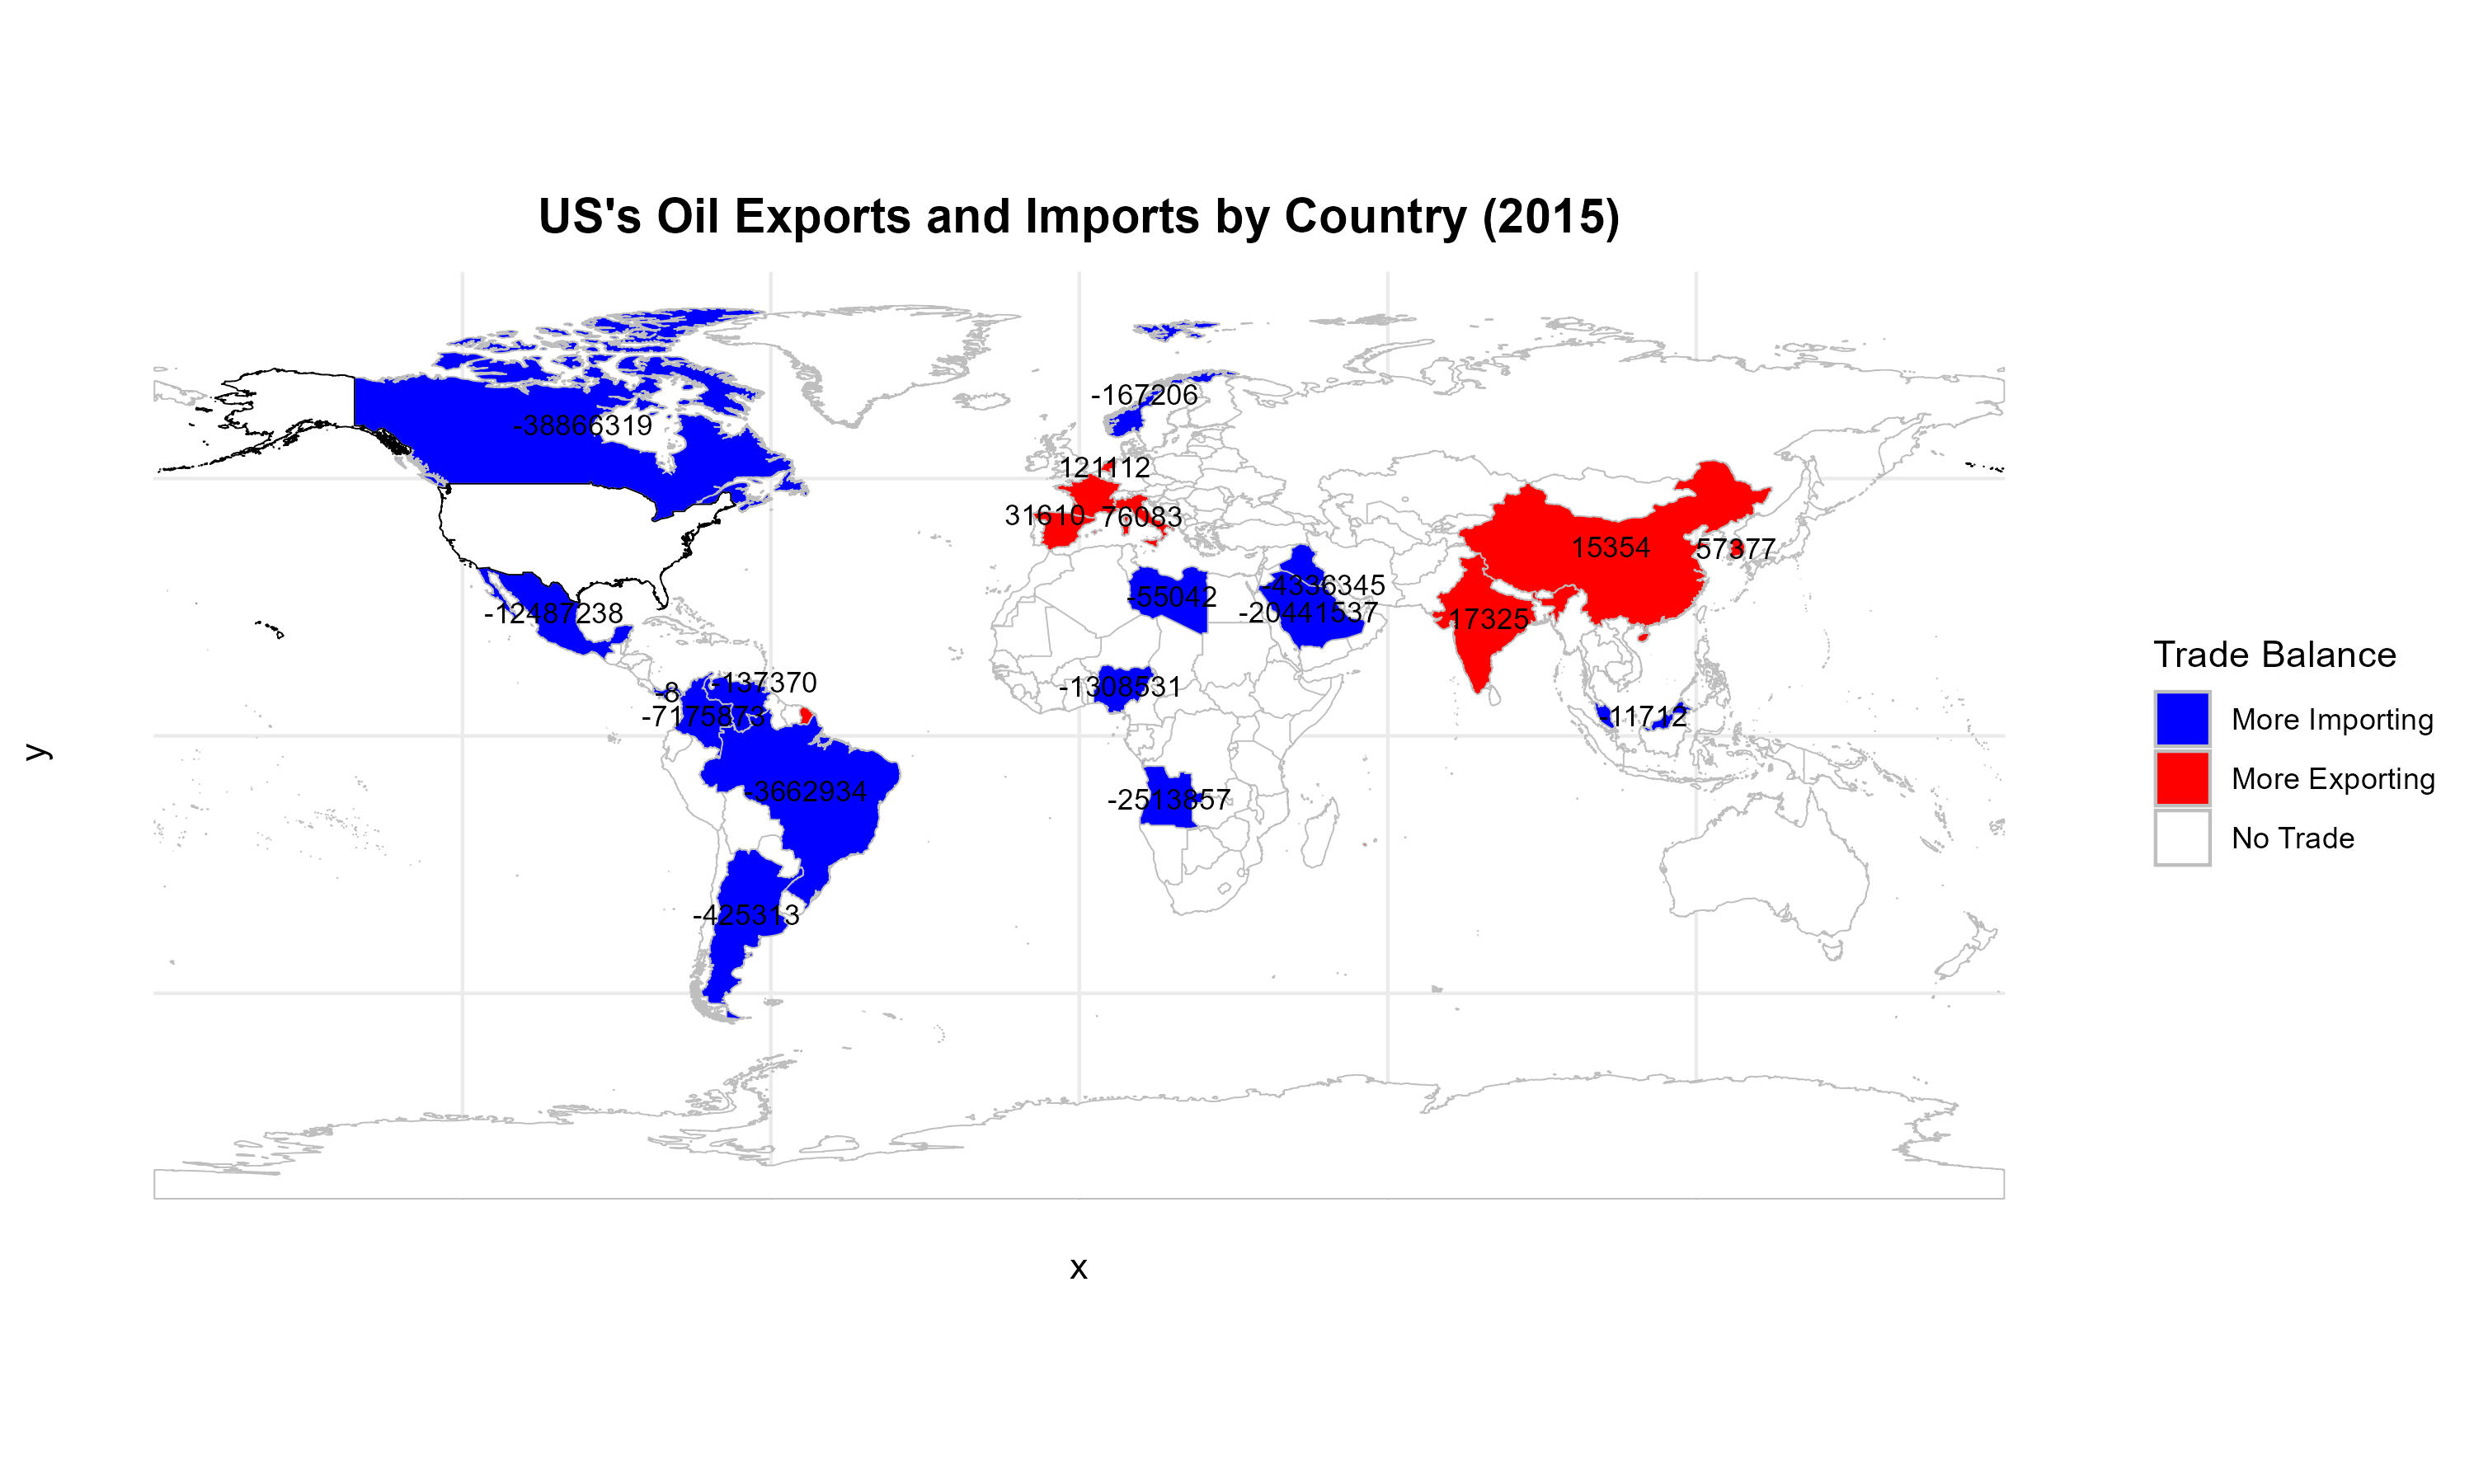 US's Oil Exports and Imports by Country (2015)
-167206
-38866319
121112
31610
76083
15354
57377
-4336345
-55042
-20441537
-12487238
17325
-137370
-1308531
-8
-7175873
-11712
-3662934
-2513857
-425313
y
x
Trade Balance
More Importing
More Exporting
No Trade